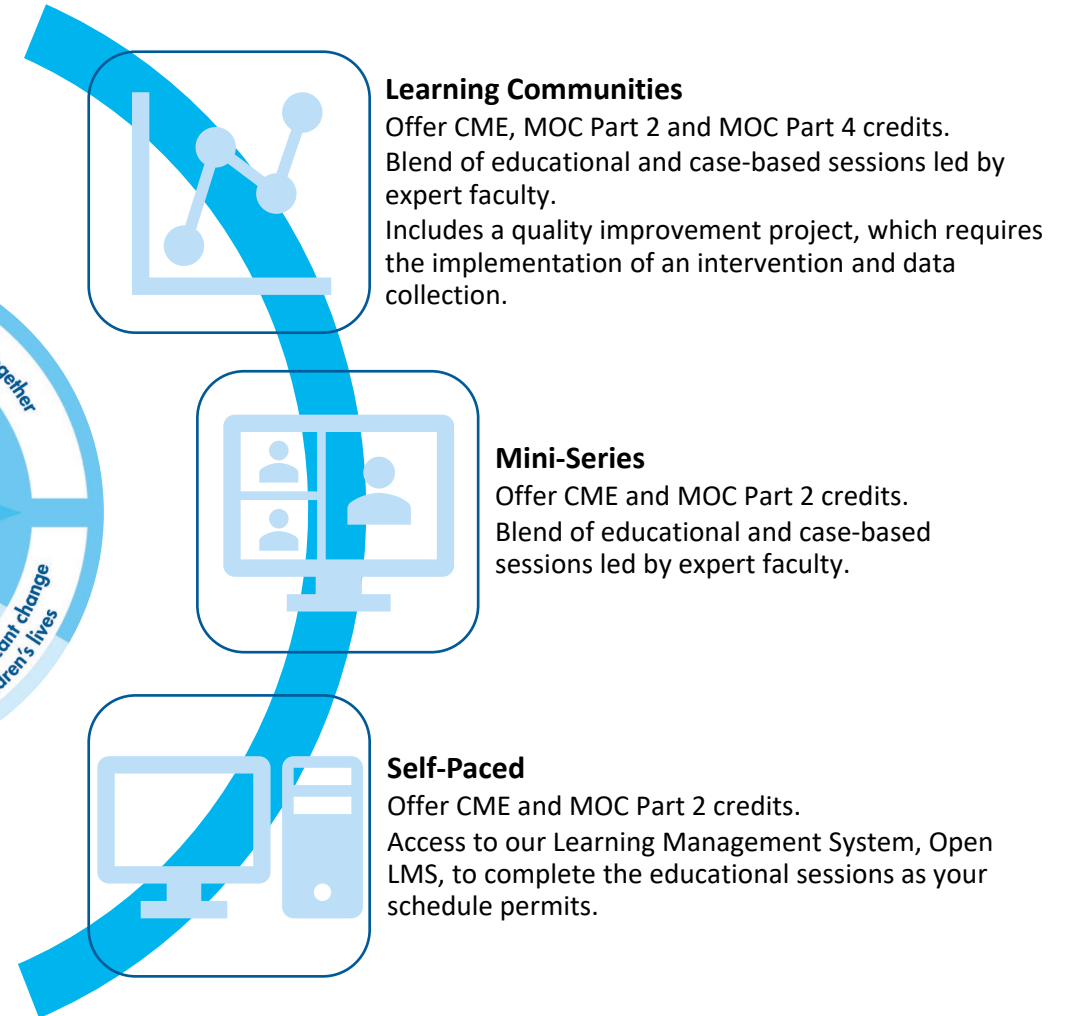 Learning Communities
Offer CME, MOC Part 2 and MOC Part 4 credits.
Blend of educational and case-based sessions led by
expert faculty.
Includes a quality improvement project, which requires
the implementation of an intervention and data
collection.
Mini-Series
Offer CME and MOC Part 2 credits.
Blend of educational and case-based
sessions led by expert faculty.
change
lives
Self-Paced
Offer CME and MOC Part 2 credits.
Access to our Learning Management System, Open
LMS, to complete the educational sessions as your
schedule permits.